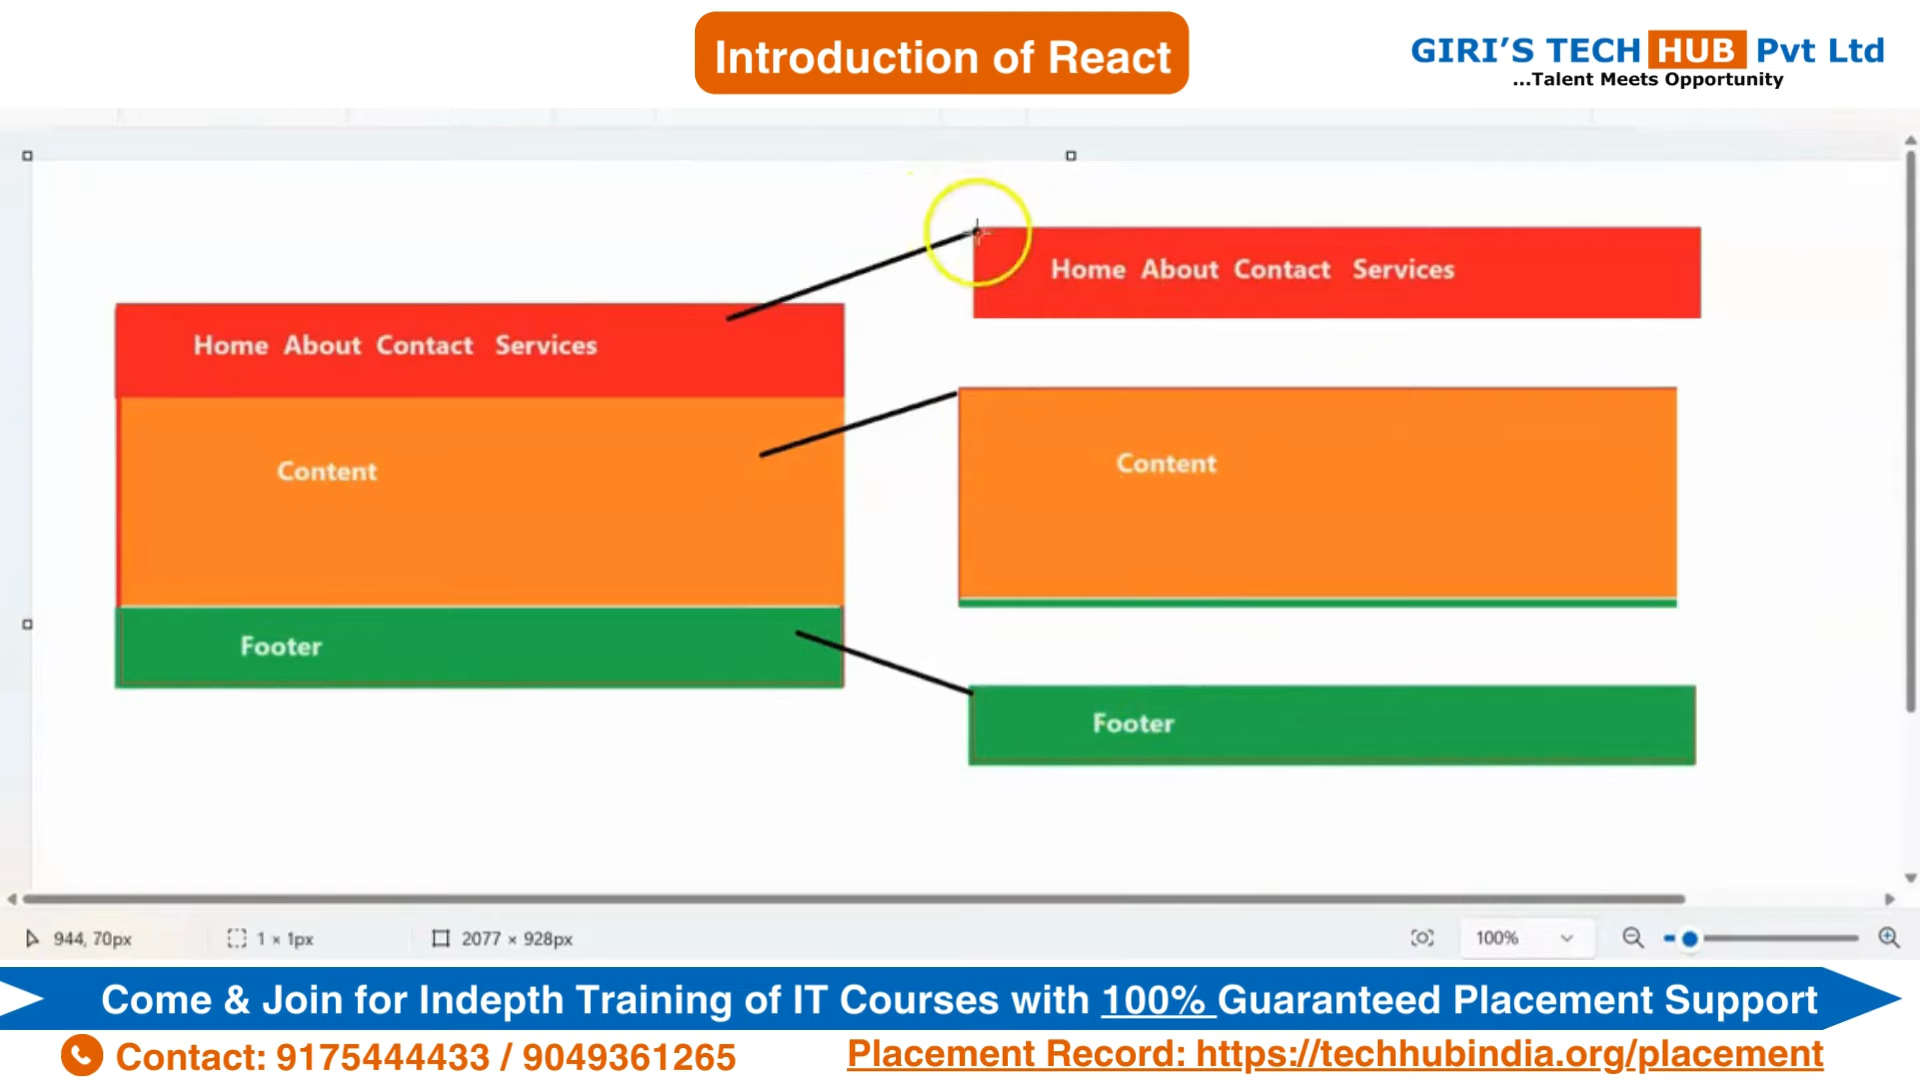 Introduction of React
GIRI’S TECH HUB Pvt Ltd
...Talent Meets Opportunity
Home About Contact Services
Home About Contact Services
Content
Content
Footer
Footer
944, 70px
1 × 1px
2077 × 928px
100%
Come & Join for Indepth Training of IT Courses with 100% Guaranteed Placement Support
Contact: 9175444433 / 9049361265
Placement Record: https://techhubindia.org/placement